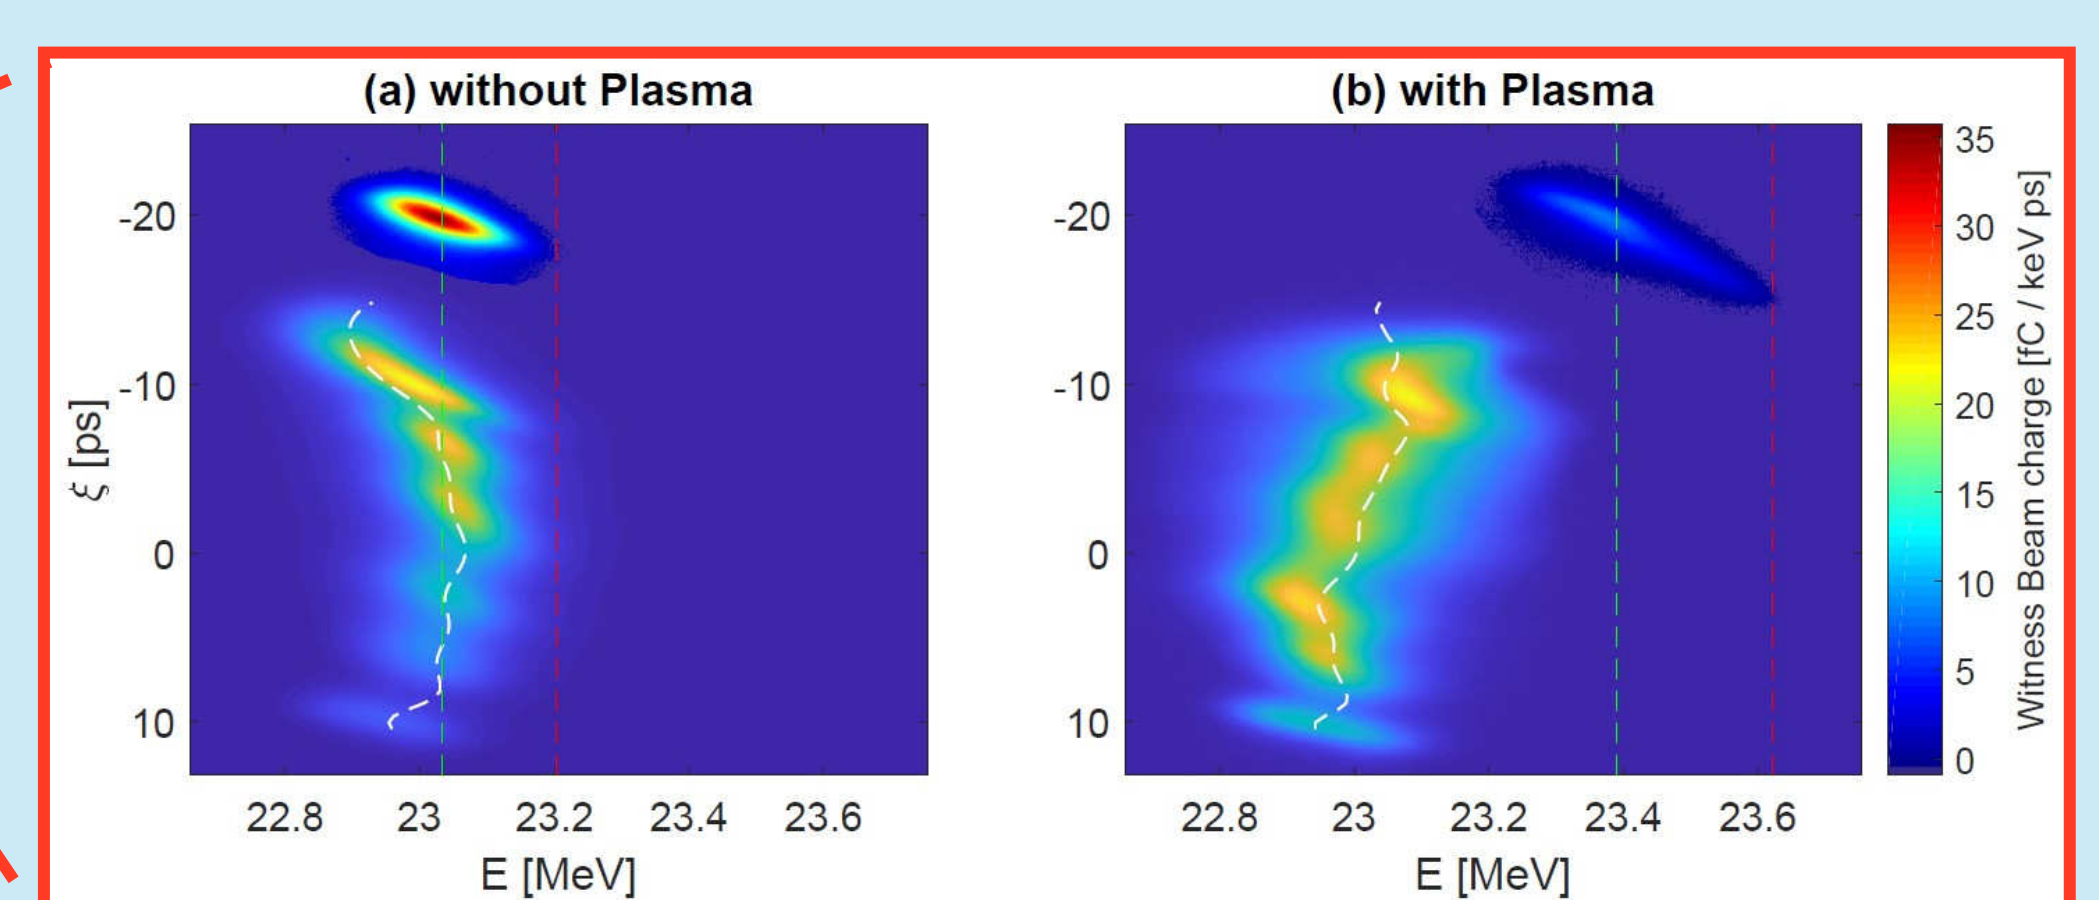 (a) without Plasma
(b) with Plasma
-20
-10
0
10
ξ [ps]
22.8 23 23.2 23.4 23.6
E [MeV]
-20
-10
0
10
22.8 23 23.2 23.4 23.6
E [MeV]
35
30
25
20
15
10
5
0
Witness Beam charge [fC / keV ps]